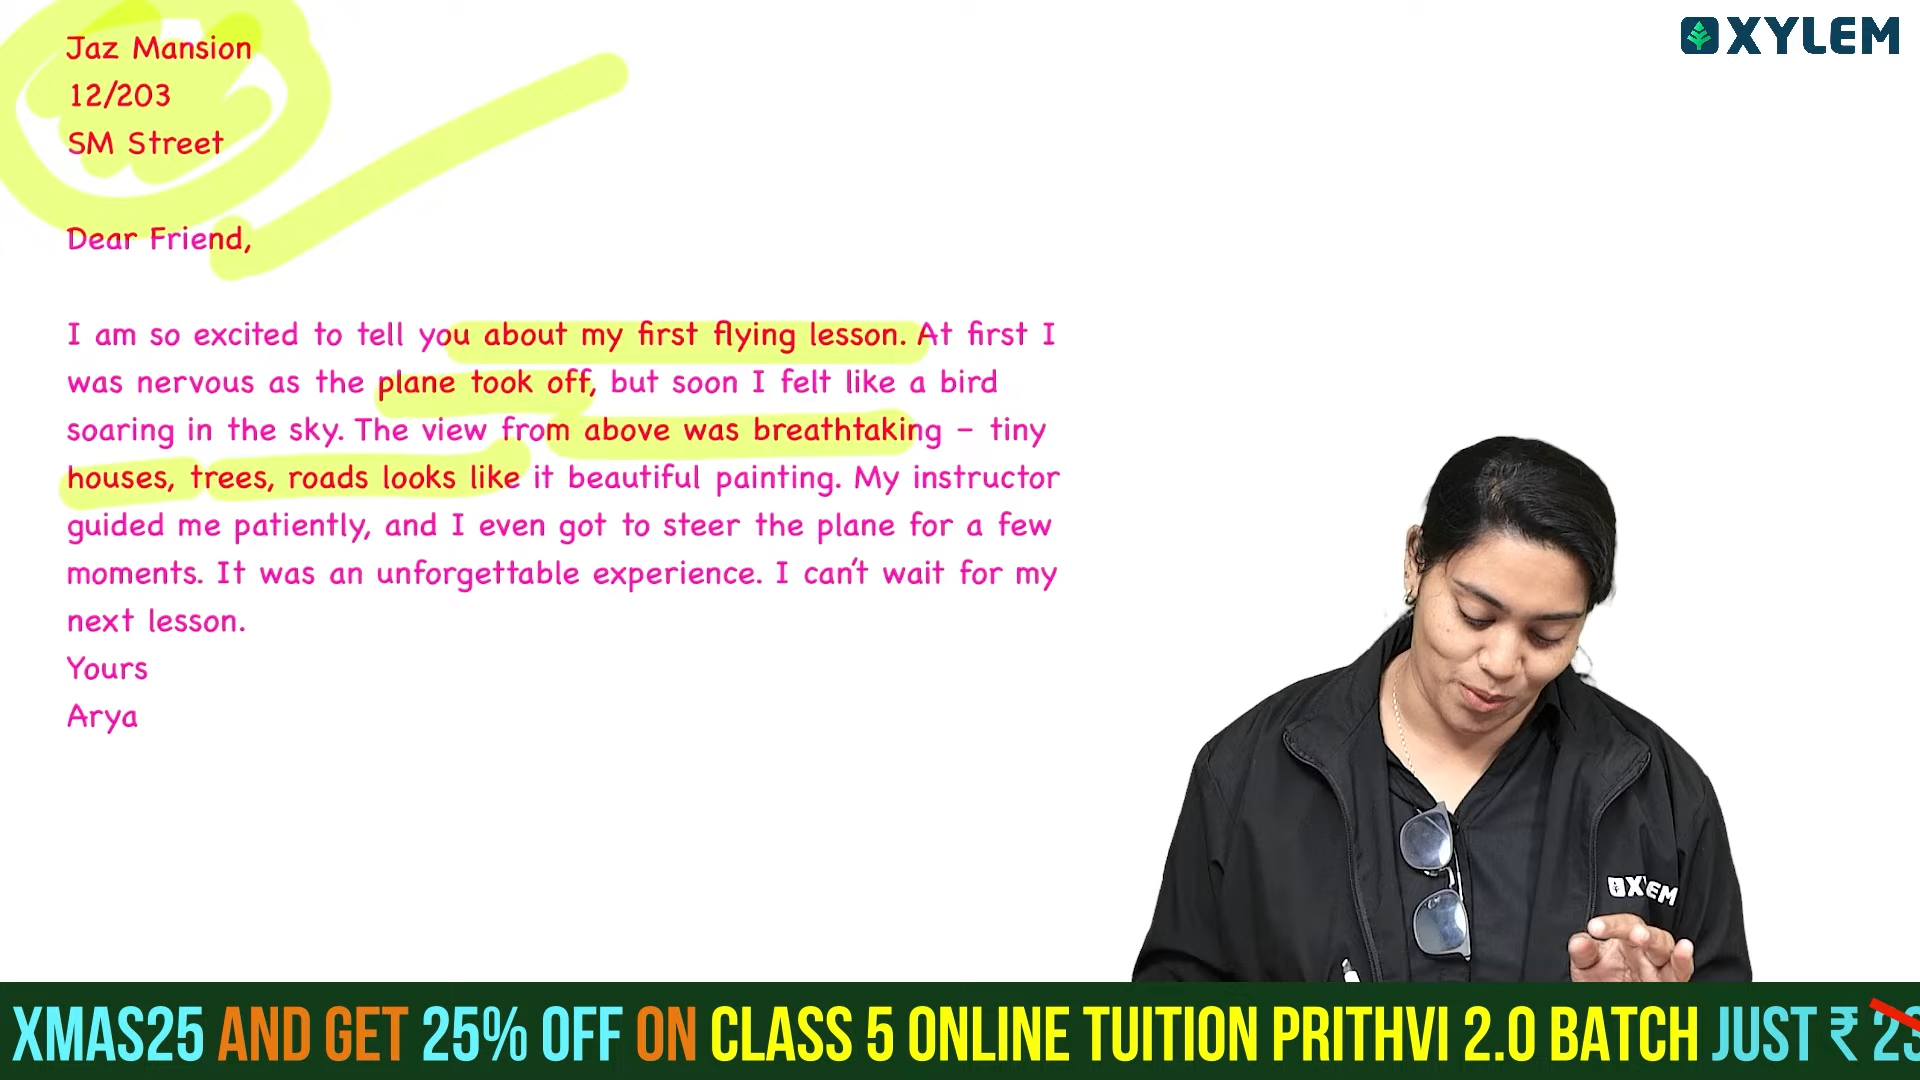 Jaz Mansion
XYLEM
12/203
SM Street
Dear Friend,
I am so excited to tell you about my first flying lesson. At first I
was nervous as the plane took off, but soon I felt like a bird
soaring in the sky. The view from above was breathtaking – tiny
houses, trees, roads looks like it beautiful painting. My instructor
guided me patiently, and I even got to steer the plane for a few
moments. It was an unforgettable experience. I can't wait for my
next lesson.
Yours
Arya
XYLEM
XMAS25 AND GET 25% OFF ON CLASS 5 ONLINE TUITION PRITHVI 2.0 BATCH JUST ₹